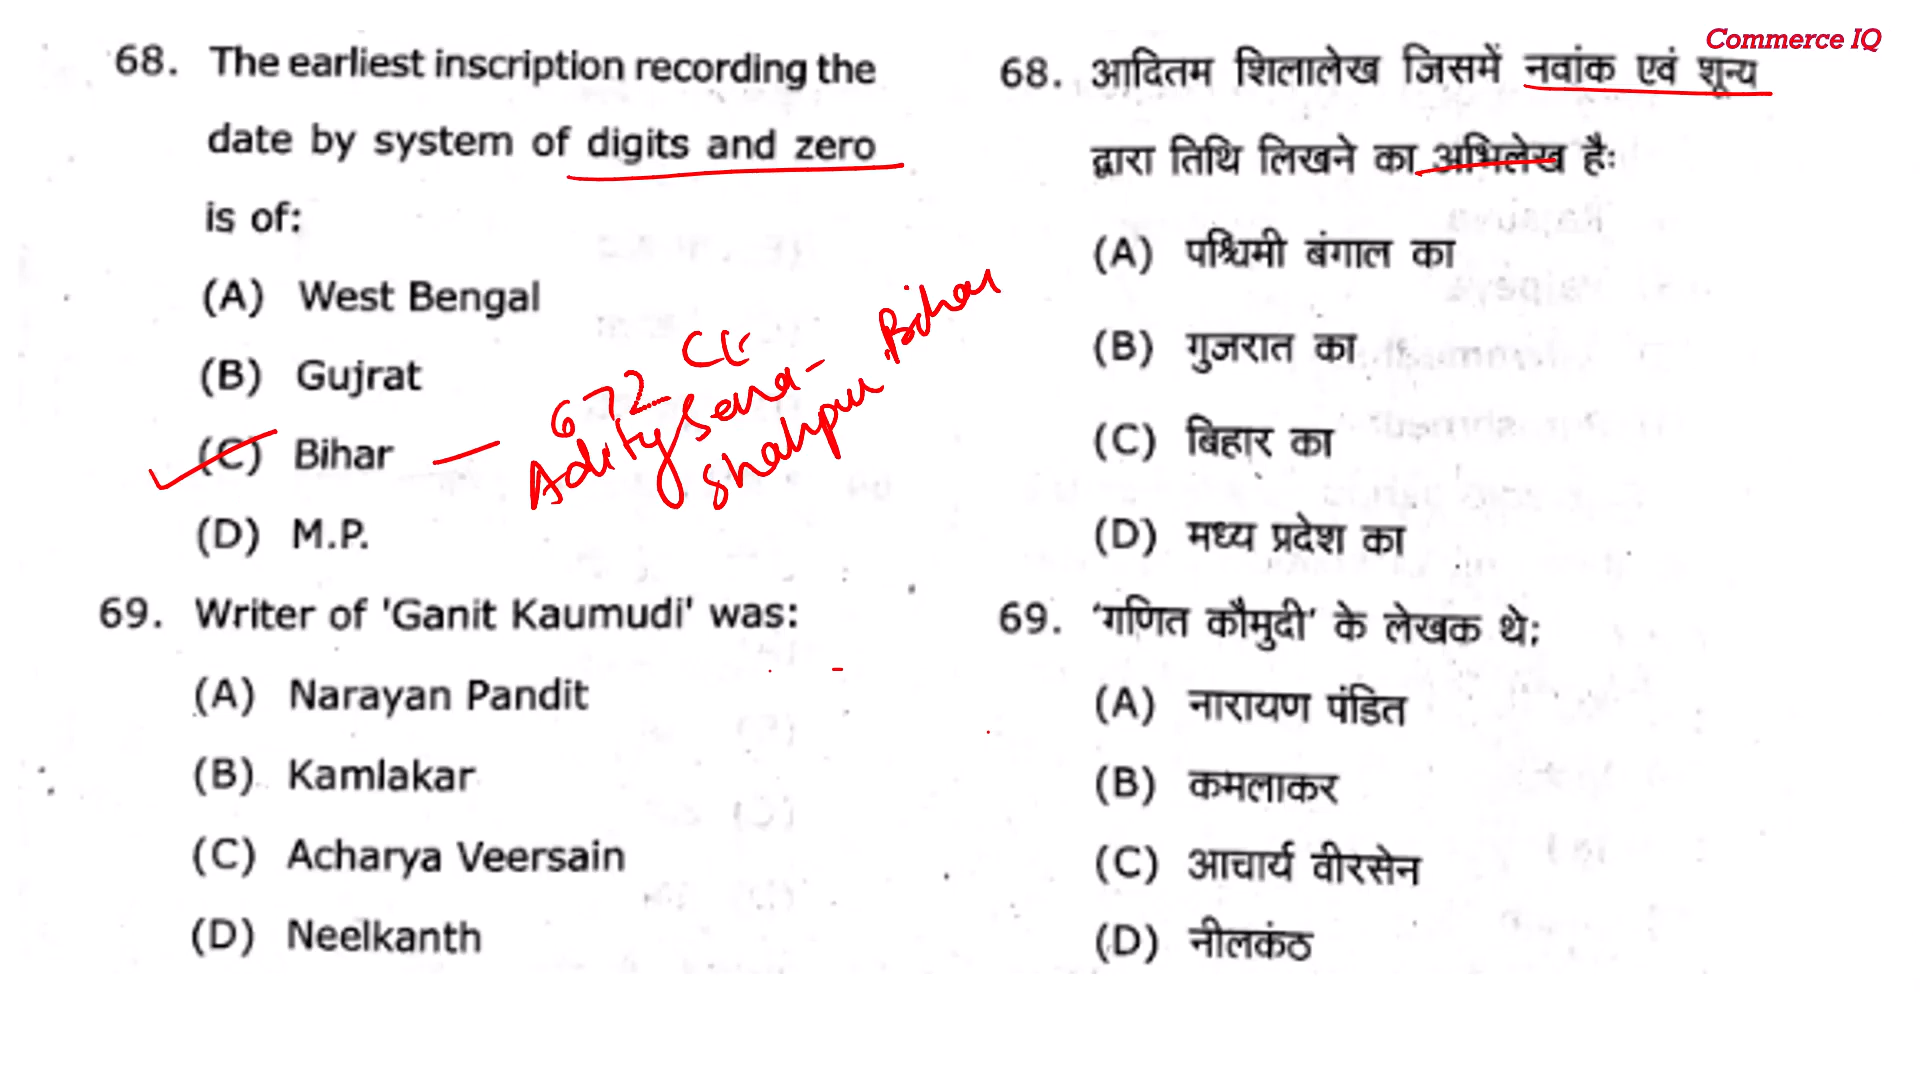 Commerce IQ
68. The earliest inscription recording the
date by system of digits and zero
is of:
(A) West Bengal
(B) Gujrat
(C) Bihar
(D) M.P.
672 CE
Adityasena-
Shahpur Bihar
69. Writer of 'Ganit Kaumudi' was:
(A) Narayan Pandit
(B) Kamlakar
(C) Acharya Veersain
(D) Neelkanth
68. आदितम शिलालेख जिसमें नवांक एवं शून्य
द्वारा तिथि लिखने का अभिलेख है:
(A) पश्चिमी बंगाल का
(B) गुजरात का
(C) बिहार का
(D) मध्य प्रदेश का
69. 'गणित कौमुदी' के लेखक थे:
(A) नारायण पंडित
(B) कमलाकर
(C) आचार्य वीरसेन
(D) नीलकंठ